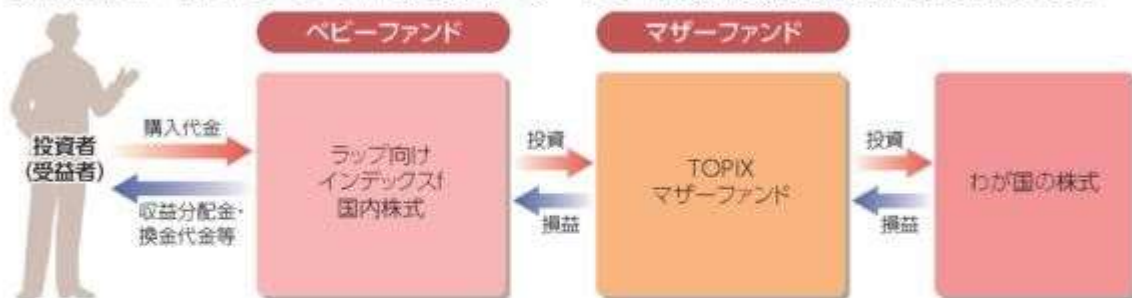 ベビーファンド
マザーファンド
投資者
(受益者)
購入代金
収益分配金・
換金代金等
ラップ向け
インデックスf
国内株式
投資
損益
TOPIX
マザーファンド
投資
損益
わが国の株式